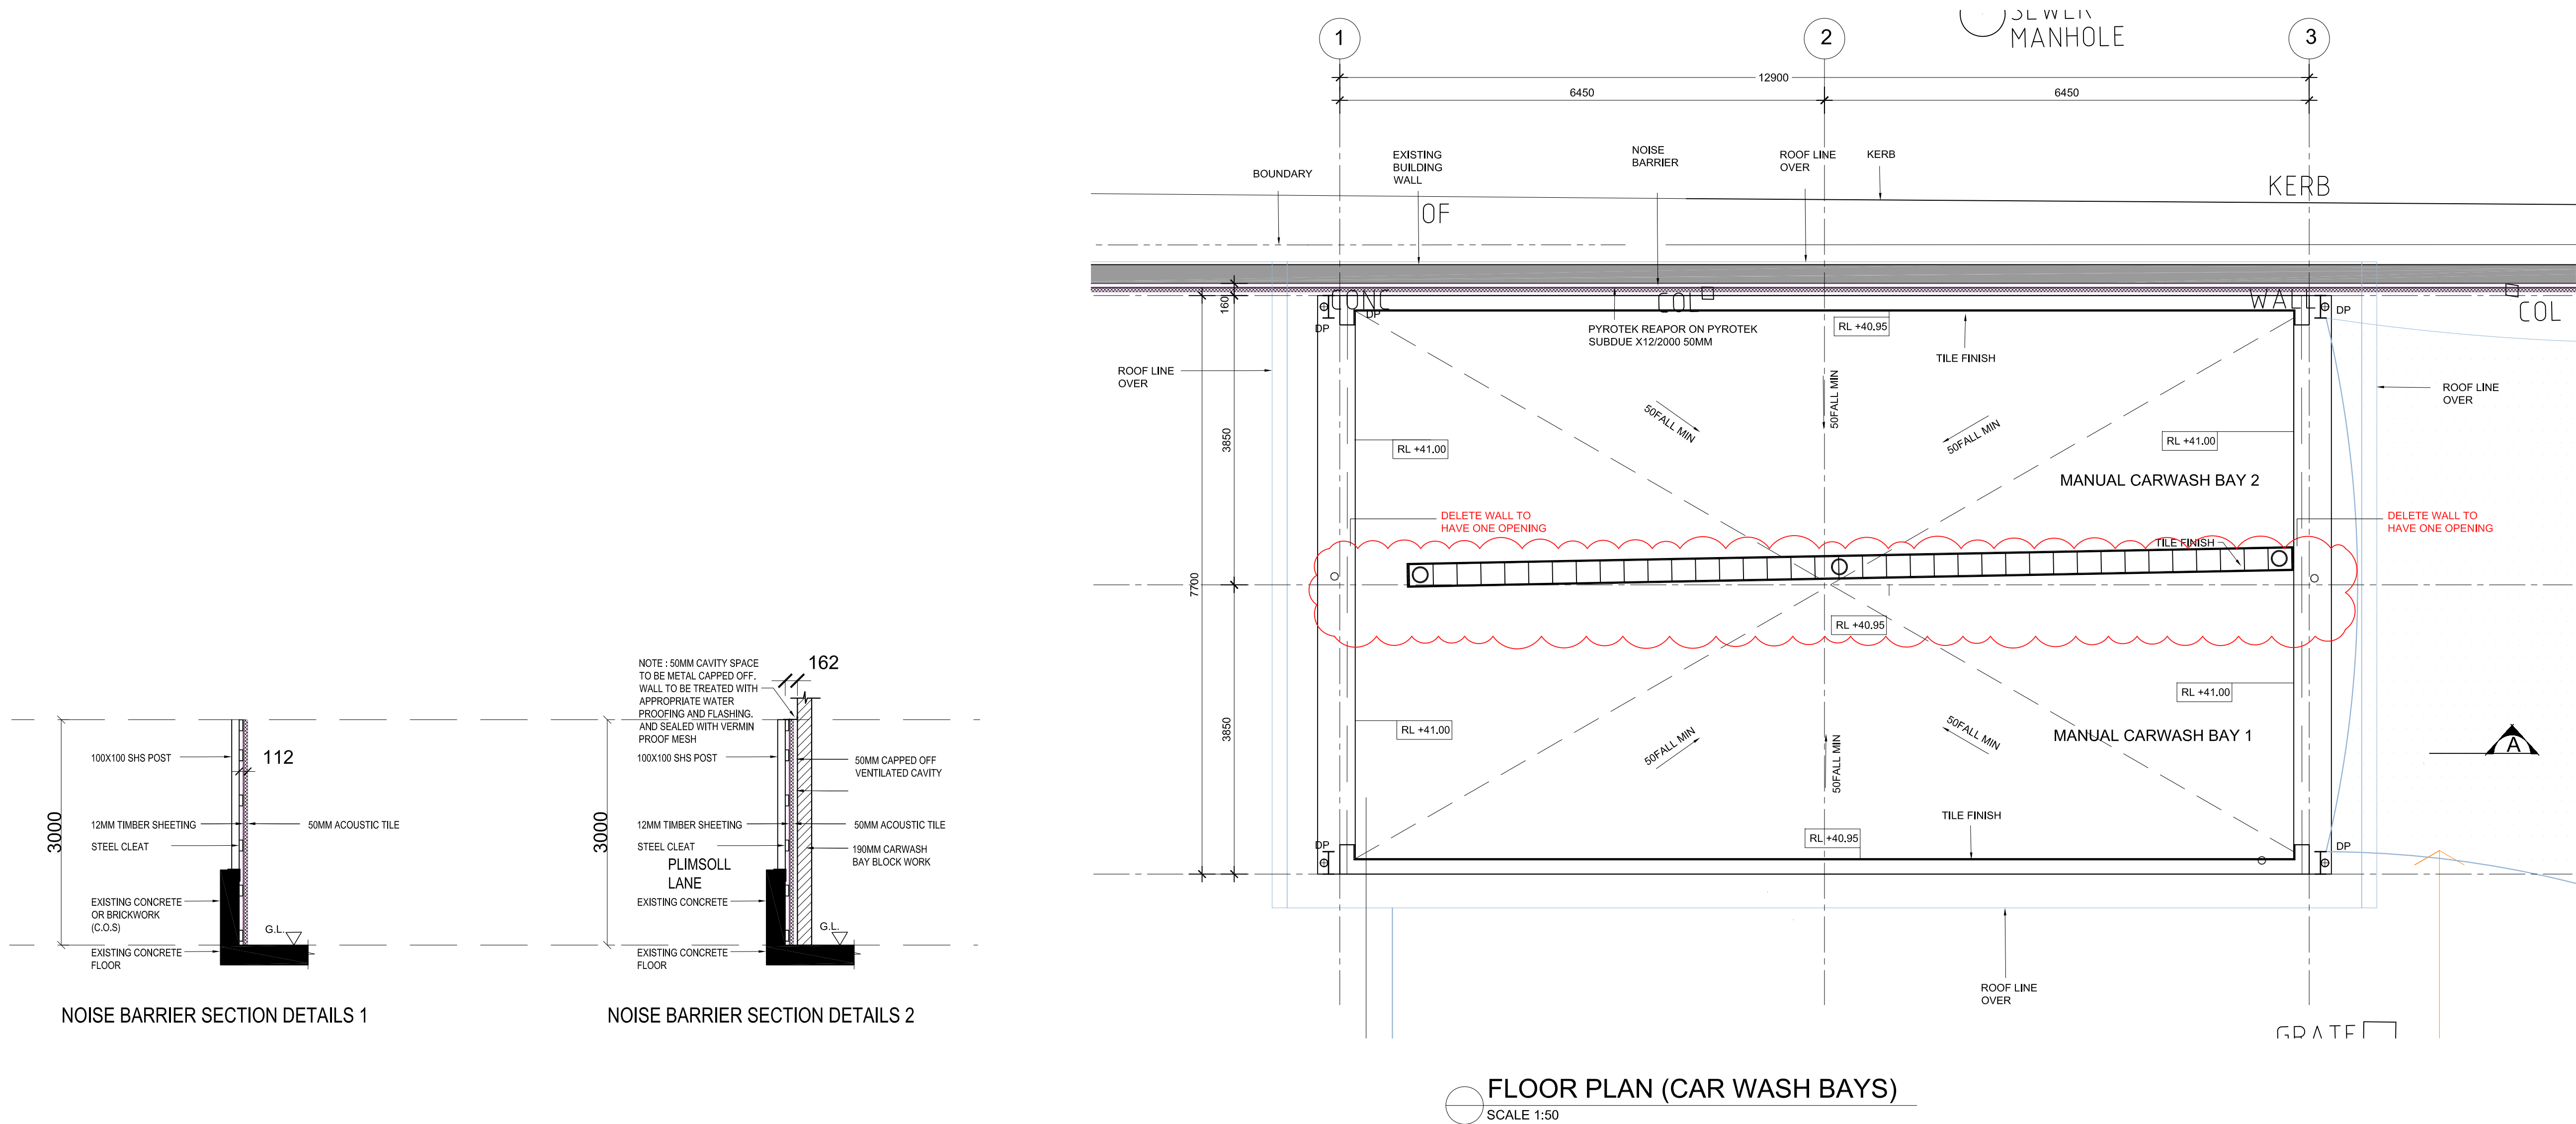 NOTE : 50MM CAVITY SPACE
TO BE METAL CAPPED OFF.
WALL TO BE TREATED WITH
APPROPRIATE WATER
PROOFING AND FLASHING.
AND SEALED WITH VERMIN
PROOF MESH
162
100X100 SHS POST
112
3000
12MM TIMBER SHEETING
50MM ACOUSTIC TILE
STEEL CLEAT
EXISTING CONCRETE
OR BRICKWORK
(C.O.S)
G.L.
EXISTING CONCRETE
FLOOR
NOISE BARRIER SECTION DETAILS 1
100X100 SHS POST
50MM CAPPED OFF
VENTILATED CAVITY
3000
12MM TIMBER SHEETING
50MM ACOUSTIC TILE
STEEL CLEAT
190MM CARWASH
BAY BLOCK WORK
PLIMSOLL
LANE
EXISTING CONCRETE
G.L.
EXISTING CONCRETE
FLOOR
NOISE BARRIER SECTION DETAILS 2
SEWER
MANHOLE
1
2
3
12900
6450
6450
BOUNDARY
EXISTING
BUILDING
WALL
NOISE
BARRIER
ROOF LINE
OVER
KERB
KERB
OF
160
CONC
COL
WALL
COL
DP
DP
DP
PYROTEK REAPOR ON PYROTEK
SUBDUE X12/2000 50MM
RL +40.95
TILE FINISH
ROOF LINE
OVER
ROOF LINE
OVER
3850
50FALL MIN
50FALL MIN
50FALL MIN
RL +41.00
RL +41.00
MANUAL CARWASH BAY 2
DELETE WALL TO
HAVE ONE OPENING
DELETE WALL TO
HAVE ONE OPENING
TILE FINISH
7700
RL +40.95
RL +41.00
3850
RL +41.00
50FALL MIN
50FALL MIN
50FALL MIN
MANUAL CARWASH BAY 1
A
TILE FINISH
RL +40.95
DP
DP
ROOF LINE
OVER
GRATE
FLOOR PLAN (CAR WASH BAYS)
SCALE 1:50